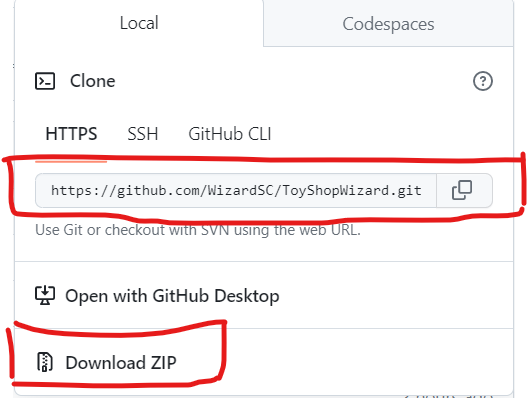 Local
Codespaces
Clone
HTTPS
SSH
GitHub CLI
https://github.com/WizardSC/ToyShopWizard.git
Use Git or checkout with SVN using the web URL.
Open with GitHub Desktop
Download ZIP